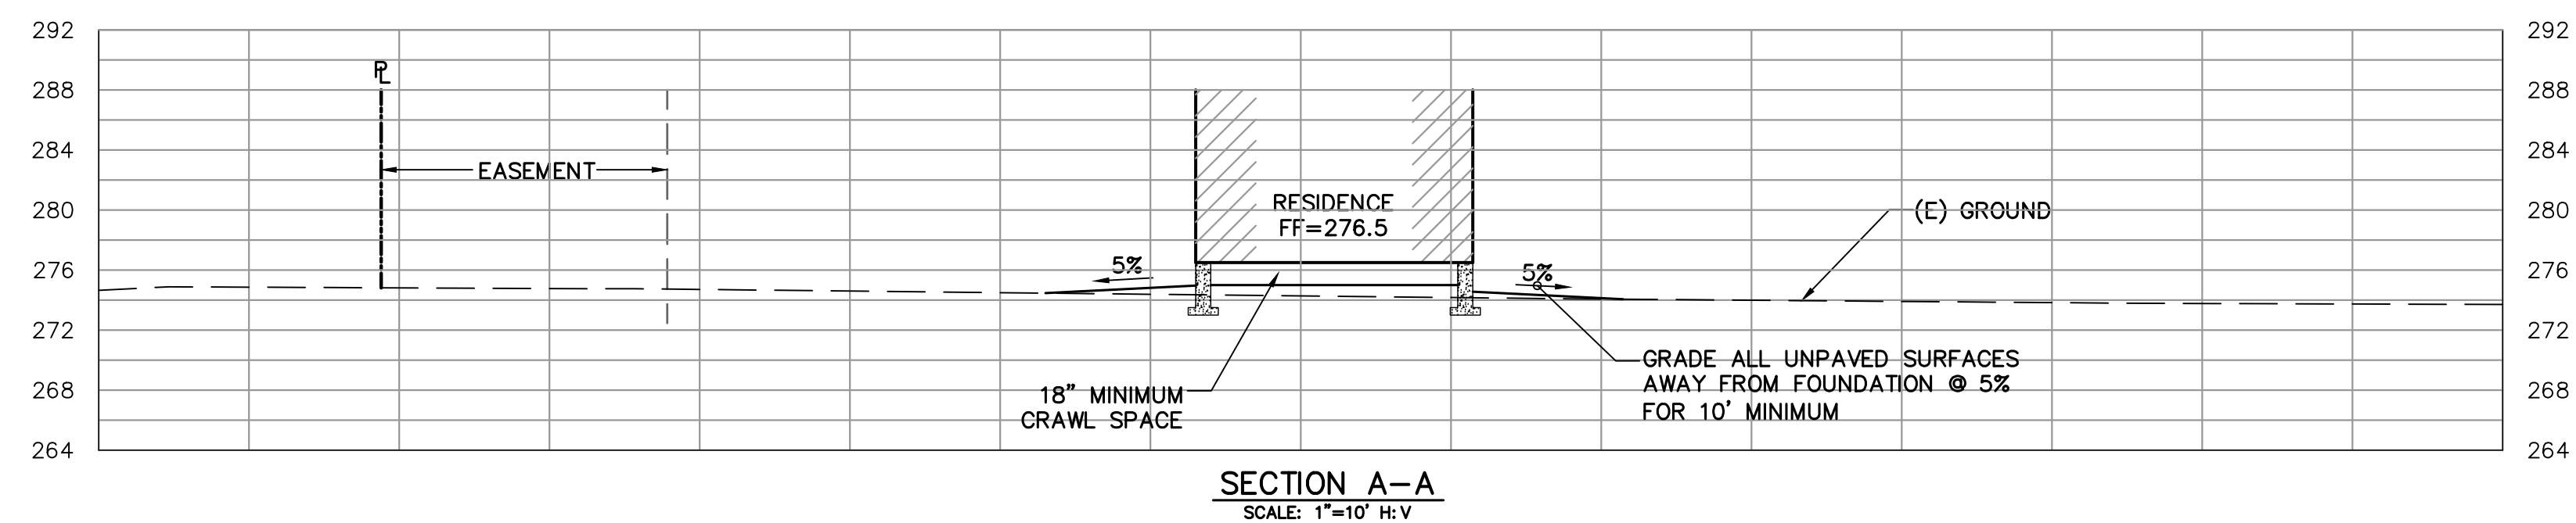 292
288
284
280
276
272
268
264
292
288
284
280
276
272
268
264
PL
EASEMENT
RESIDENCE
FF=276.5
(E) GROUND
5%
5%
18" MINIMUM
CRAWL SPACE
GRADE ALL UNPAVED SURFACES
AWAY FROM FOUNDATION @ 5%
FOR 10' MINIMUM
SECTION A-A
SCALE: 1"=10' H:V